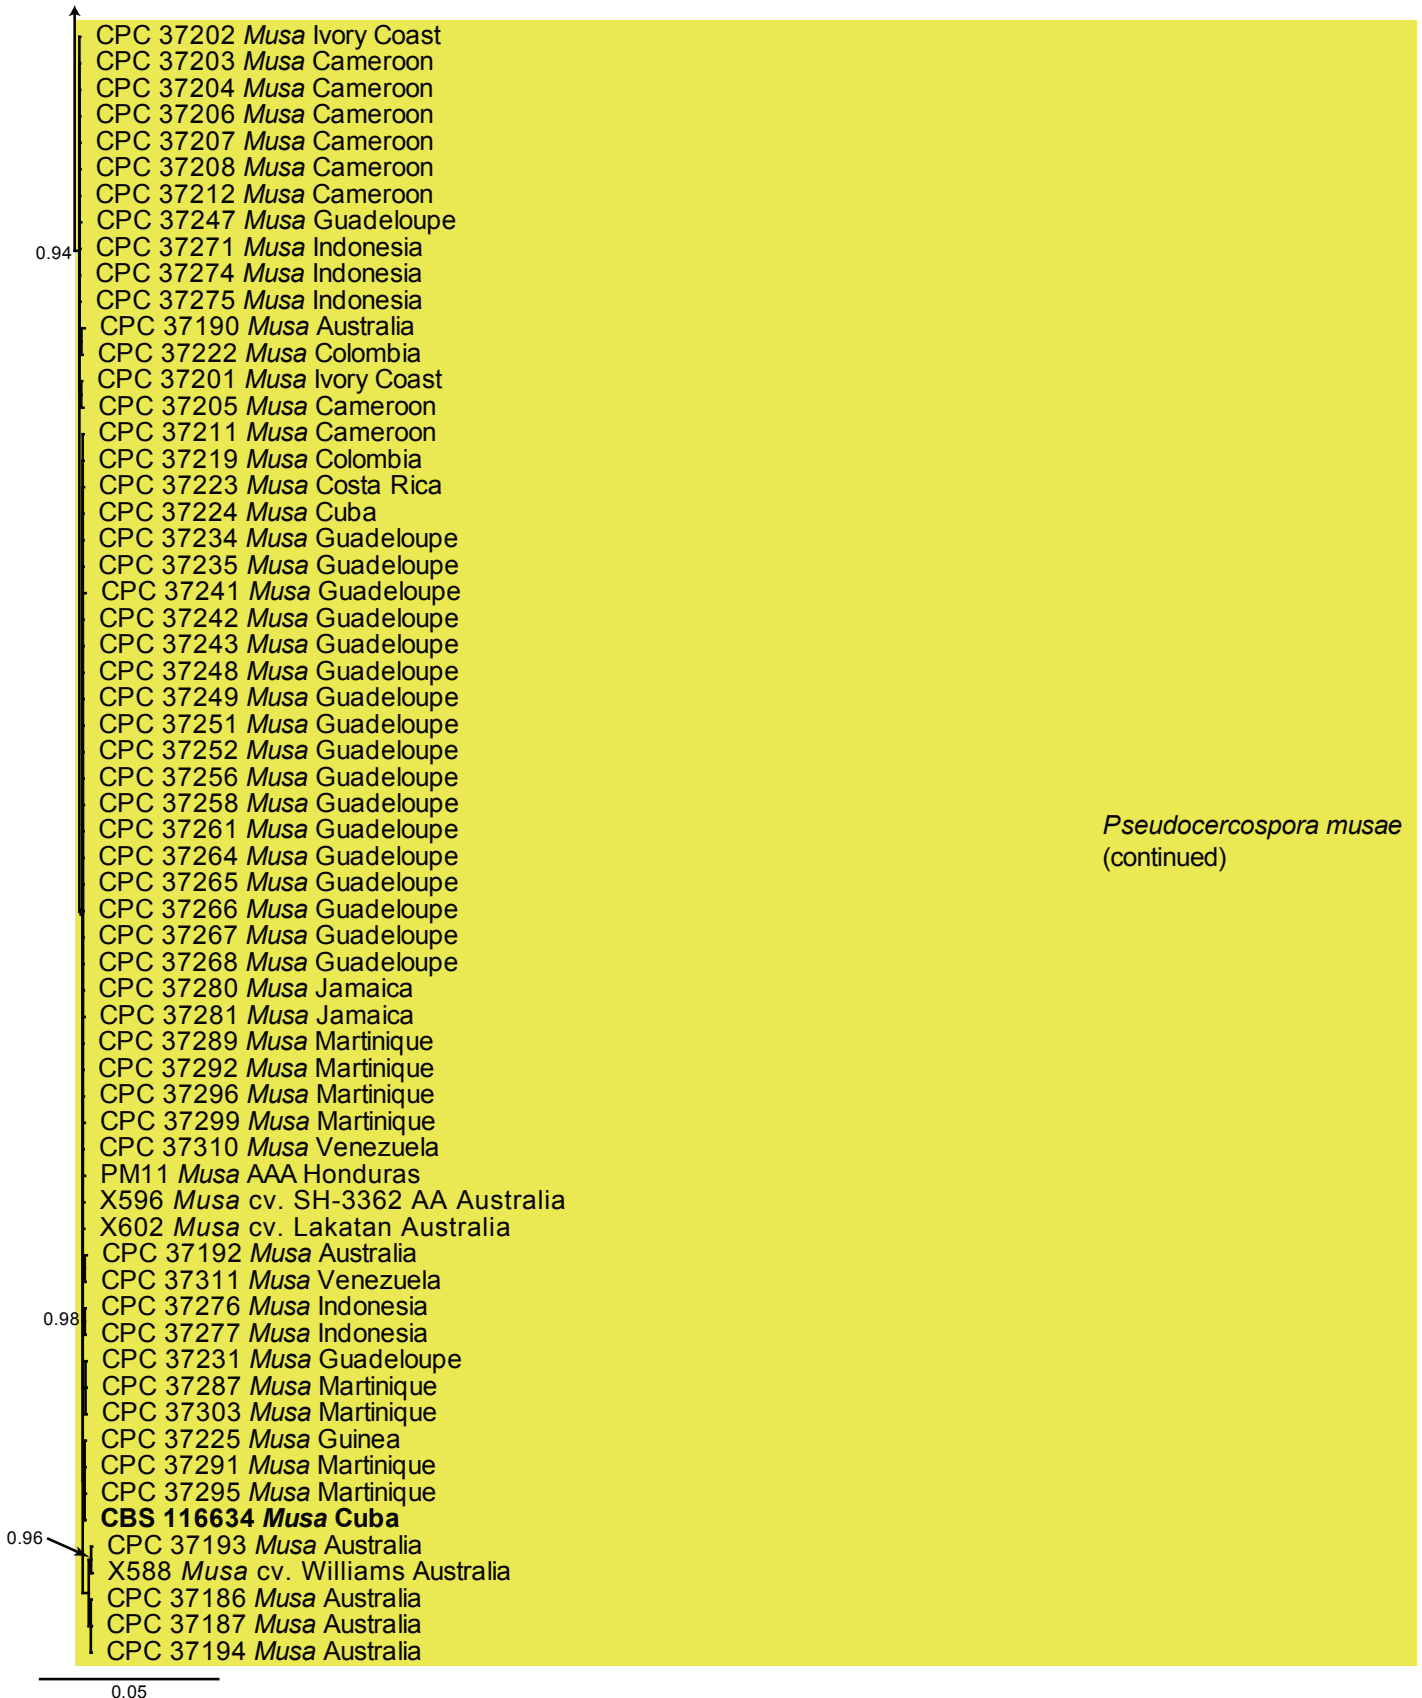 CPC 37202 Musa Ivory Coast
CPC 37203 Musa Cameroon
CPC 37204 Musa Cameroon
CPC 37206 Musa Cameroon
CPC 37207 Musa Cameroon
CPC 37208 Musa Cameroon
CPC 37212 Musa Cameroon
CPC 37247 Musa Guadeloupe
0.94
CPC 37271 Musa Indonesia
CPC 37274 Musa Indonesia
CPC 37275 Musa Indonesia
CPC 37190 Musa Australia
CPC 37222 Musa Colombia
CPC 37201 Musa Ivory Coast
CPC 37205 Musa Cameroon
CPC 37211 Musa Cameroon
CPC 37219 Musa Colombia
CPC 37223 Musa Costa Rica
CPC 37224 Musa Cuba
CPC 37234 Musa Guadeloupe
CPC 37235 Musa Guadeloupe
CPC 37241 Musa Guadeloupe
CPC 37242 Musa Guadeloupe
CPC 37243 Musa Guadeloupe
CPC 37248 Musa Guadeloupe
CPC 37249 Musa Guadeloupe
CPC 37251 Musa Guadeloupe
CPC 37252 Musa Guadeloupe
CPC 37256 Musa Guadeloupe
CPC 37258 Musa Guadeloupe
CPC 37261 Musa Guadeloupe
CPC 37264 Musa Guadeloupe
CPC 37265 Musa Guadeloupe
CPC 37266 Musa Guadeloupe
CPC 37267 Musa Guadeloupe
CPC 37268 Musa Guadeloupe
CPC 37280 Musa Jamaica
CPC 37281 Musa Jamaica
CPC 37289 Musa Martinique
CPC 37292 Musa Martinique
CPC 37296 Musa Martinique
CPC 37299 Musa Martinique
CPC 37310 Musa Venezuela
PM11 Musa AAA Honduras
X596 Musa cv. SH-3362 AA Australia
X602 Musa cv. Lakatan Australia
CPC 37192 Musa Australia
CPC 37311 Musa Venezuela
CPC 37276 Musa Indonesia
0.98
CPC 37277 Musa Indonesia
CPC 37231 Musa Guadeloupe
CPC 37287 Musa Martinique
CPC 37303 Musa Martinique
CPC 37225 Musa Guinea
CPC 37291 Musa Martinique
CPC 37295 Musa Martinique
CBS 116634 Musa Cuba
0.96
CPC 37193 Musa Australia
X588 Musa cv. Williams Australia
CPC 37186 Musa Australia
CPC 37187 Musa Australia
CPC 37194 Musa Australia
Pseudocercospora musae
(continued)
0.05